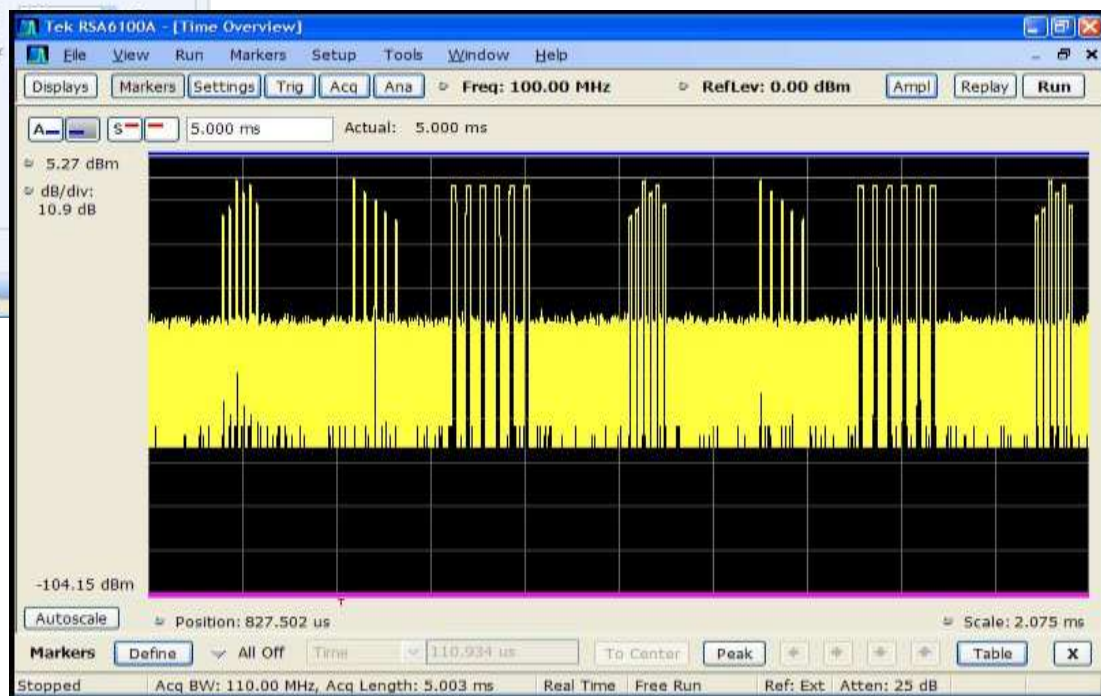 Tek RSA6100A - [Time Overview]
File View Run Markers Setup Tools Window Help
Displays Markers Settings Trig Acq Ana Freq: 100.00 MHz RefLev: 0.00 dBm Ampl Replay Run
A S 5.000 ms Actual: 5.000 ms
5.27 dBm
dB/div:
10.9 dB
-104.15 dBm
T
Autoscale Position: 827.502 us Scale: 2.075 ms
Markers Define All Off Time 110.934 us To Center Peak Table X
Stopped Acq BW: 110.00 MHz, Acq Length: 5.003 ms Real Time Free Run Ref: Ext Atten: 25 dB